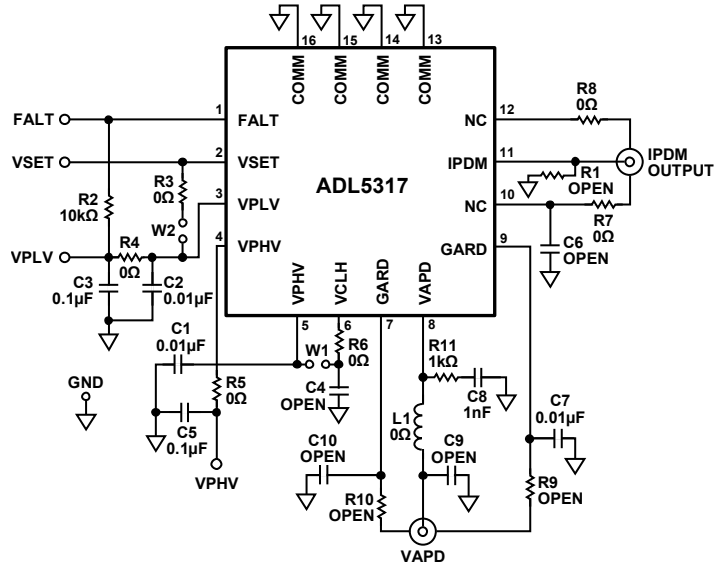 16 15 14 13
COMM COMM COMM COMM
FALT 1 FALT
VSET 2 VSET
R3
0Ω
3 VPLV
R2
10kΩ
W2
4 VPHV
VPLV
R4
0Ω
C3
0.1µF
C2
0.01µF
ADL5317
NC 12
R8
0Ω
IPDM 11
IPDM
OUTPUT
R1
OPEN
NC 10
R7
0Ω
C6
OPEN
GARD 9
VPHV VCLH GARD VAPD
5 6 7 8
C1
0.01µF
W1
R6
0Ω
R11
1kΩ
C4
OPEN
C8
1nF
GND
R5
0Ω
C5
0.1µF
VPHV
L1
0Ω
C7
0.01µF
C10
OPEN
C9
OPEN
R10
OPEN
R9
OPEN
VAPD